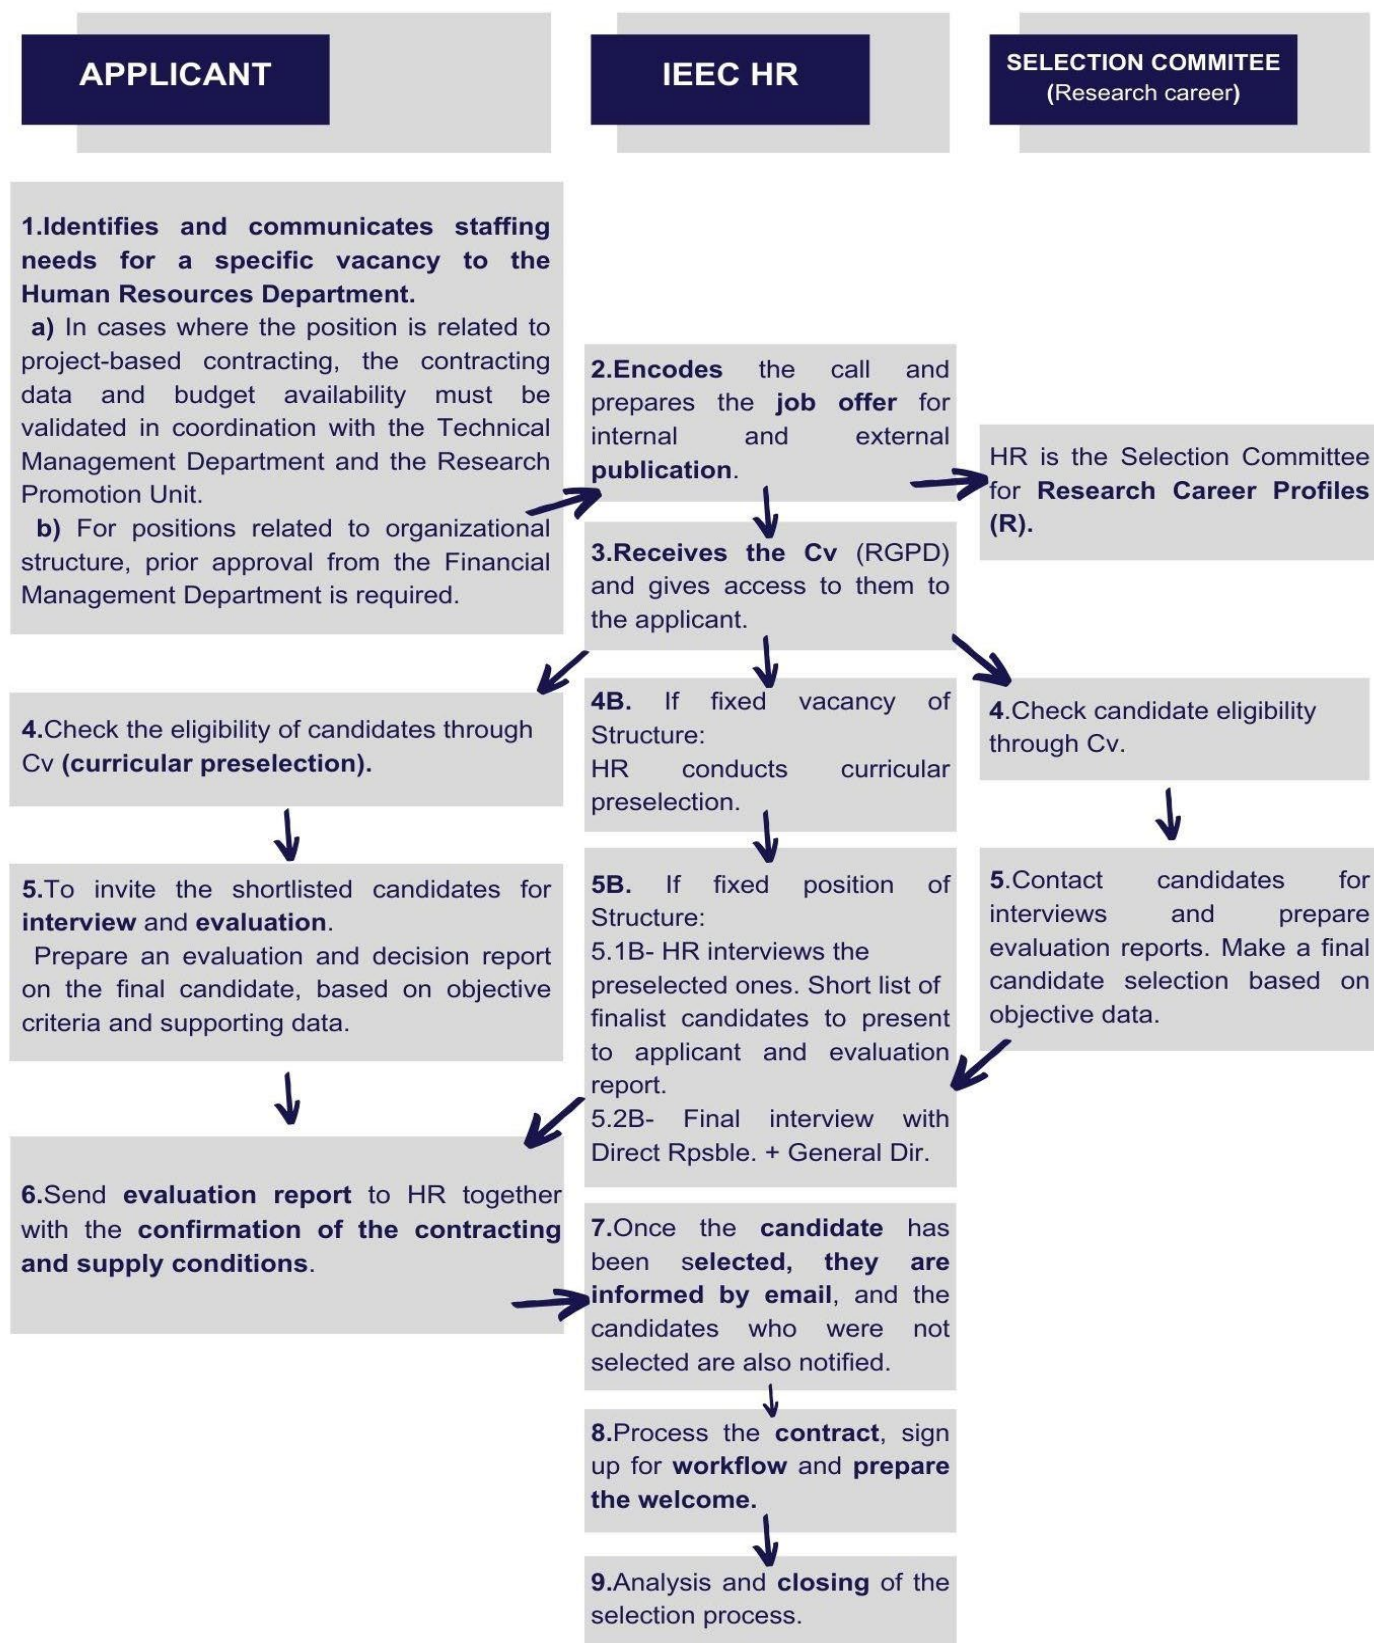 APPLICANT
IEEC HR
SELECTION COMMITEE
(Research career)
1.Identifies and communicates staffing
needs for a specific vacancy to the
Human Resources Department.
a) In cases where the position is related to
project-based contracting, the contracting
data and budget availability must be
validated in coordination with the Technical
Management Department and the Research
Promotion Unit.
b) For positions related to organizational
structure, prior approval from the Financial
Management Department is required.
2.Encodes the call and
prepares the job offer for
internal and external
publication.
HR is the Selection Committee
for Research Career Profiles
(R).
3.Receives the Cv (RGPD)
and gives access to them to
the applicant.
4.Check the eligibility of candidates through
Cv (curricular preselection).
4B. If fixed vacancy of
Structure:
HR conducts curricular
preselection.
4.Check candidate eligibility
through Cv.
5.To invite the shortlisted candidates for
interview and evaluation.
Prepare an evaluation and decision report
on the final candidate, based on objective
criteria and supporting data.
5B. If fixed position of
Structure:
5.1B- HR interviews the
preselected ones. Short list of
finalist candidates to present
to applicant and evaluation
report.
5.2B- Final interview with
Direct Rpsble. + General Dir.
5.Contact candidates for
interviews and prepare
evaluation reports. Make a final
candidate selection based on
objective data.
6.Send evaluation report to HR together
with the confirmation of the contracting
and supply conditions.
7.Once the candidate has
been selected, they are
informed by email, and the
candidates who were not
selected are also notified.
8.Process the contract, sign
up for workflow and prepare
the welcome.
9.Analysis and closing of the
selection process.